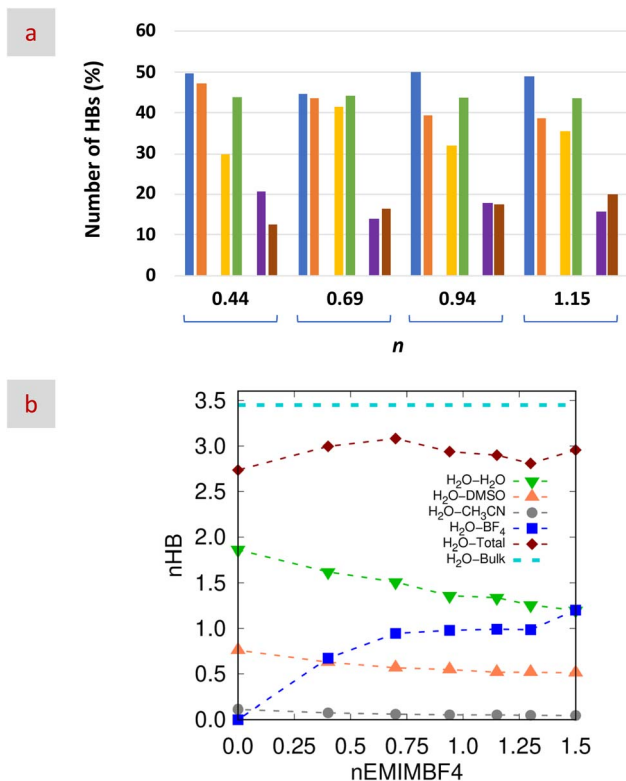 a
60
50
40
30
20
10
0
Number of HBs (%)
0.44 0.69 0.94 1.15
n
b
3.5
3.0
2.5
2.0
1.5
1.0
0.5
0.0
nHB
H₂O–H₂O
H₂O–DMSO
H₂O–CH₃CN
H₂O–BF₄
H₂O–Total
H₂O–Bulk
0.0 0.25 0.5 0.75 1.0 1.25 1.5
nEMIMBF4